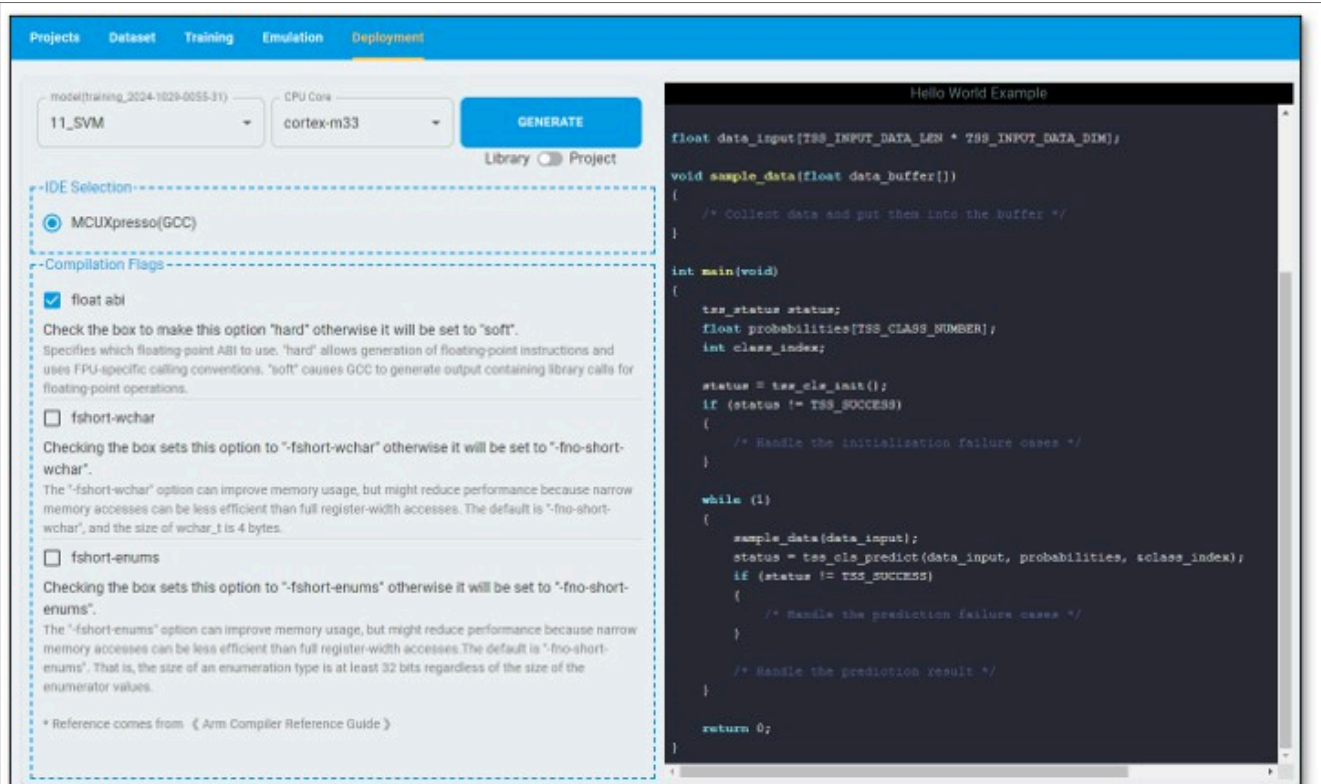 Projects Dataset Training Emulation Deployment
model(training_2024-1029-0055-31)
11_SVM
CPU Core
cortex-m33
GENERATE
Library Project
IDE Selection
MCUXpresso(GCC)
Compilation Flags
float abi
Check the box to make this option "hard" otherwise it will be set to "soft".
Specifies which floating-point ABI to use. "hard" allows generation of floating-point instructions and
uses FPU-specific calling conventions. "soft" causes GCC to generate output containing library calls for
floating-point operations.
fshort-wchar
Checking the box sets this option to "-fshort-wchar" otherwise it will be set to "-fno-short-
wchar".
The "-fshort-wchar" option can improve memory usage, but might reduce performance because narrow
memory accesses can be less efficient than full register-width accesses. The default is "-fno-short-
wchar", and the size of wchar_t is 4 bytes.
fshort-enums
Checking the box sets this option to "-fshort-enums" otherwise it will be set to "-fno-short-
enums".
The "-fshort-enums" option can improve memory usage, but might reduce performance because narrow
memory accesses can be less efficient than full register-width accesses.The default is "-fno-short-
enums". That is, the size of an enumeration type is at least 32 bits regardless of the size of the
enumerator values.
* Reference comes from 《 Arm Compiler Reference Guide 》
Hello World Example
float data_input[TSS_INPUT_DATA_LEN * TSS_INPUT_DATA_DIM];
void sample_data(float data_buffer[])
{
/* Collect data and put them into the buffer */
}
int main(void)
{
tss_status status;
float probabilities[TSS_CLASS_NUMBER];
int class_index;
status = tss_cls_init();
if (status != TSS_SUCCESS)
{
/* Handle the initialization failure cases */
}
while (1)
{
sample_data(data_input);
status = tss_cls_predict(data_input, probabilities, &class_index);
if (status != TSS_SUCCESS)
{
/* Handle the prediction failure cases */
}
/* Handle the prediction result */
}
return 0;
}